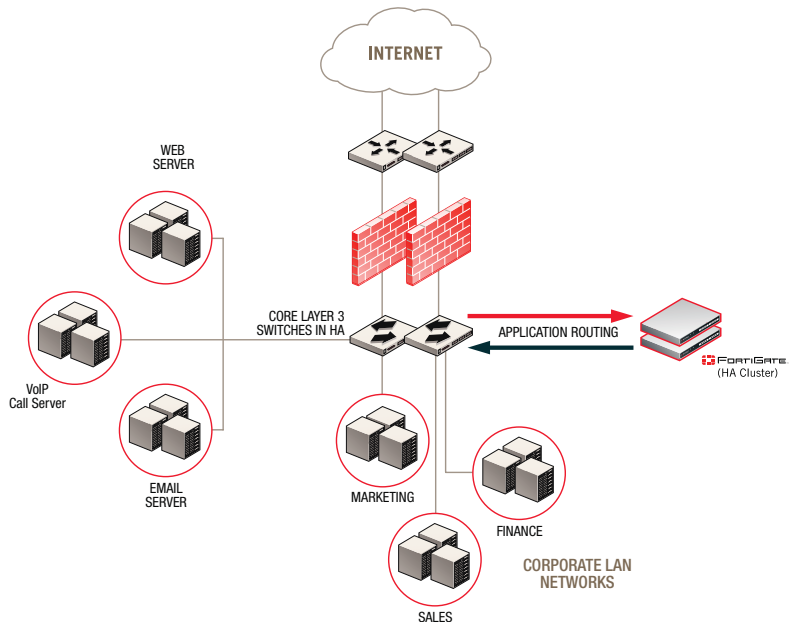 INTERNET
WEB
SERVER
CORE LAYER 3
SWITCHES IN HA
APPLICATION ROUTING
FORTIGATE
(HA Cluster)
VoIP
Call Server
EMAIL
SERVER
MARKETING
FINANCE
SALES
CORPORATE LAN
NETWORKS